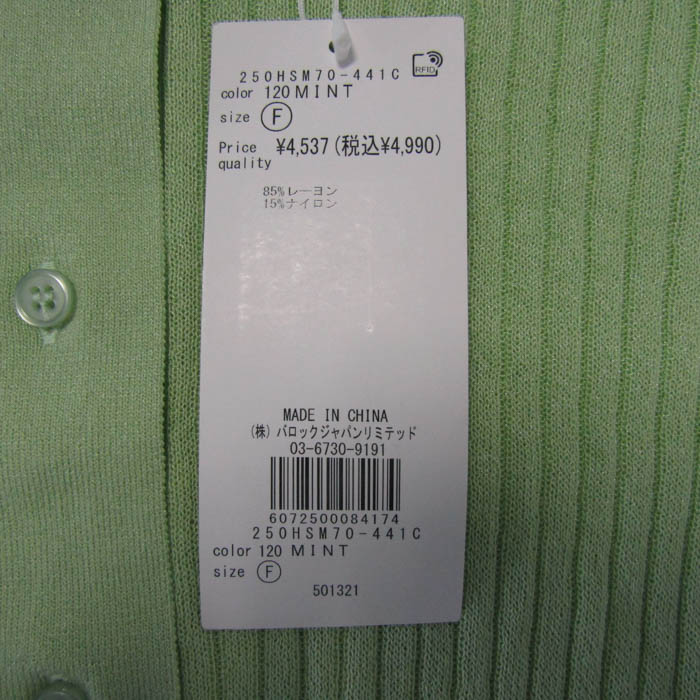 250HSM70-441C
RFID
color 120 MINT
size F
Price ¥4,537(税込¥4,990)
quality
85%レーヨン
15%ナイロン
MADE IN CHINA
(株)バロックジャパンリミテッド
03-6730-9191
6072500084174
250HSM70-441C
color 120 MINT
size F
501321